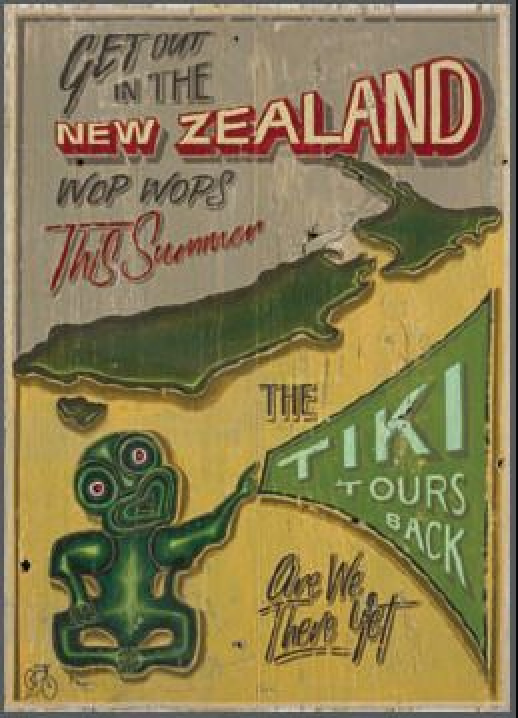 GET OUT
IN THE
NEW ZEALAND
WOP WOPS
This Summer
THE
TIKI
TOURS
BACK
Are We
There Yet